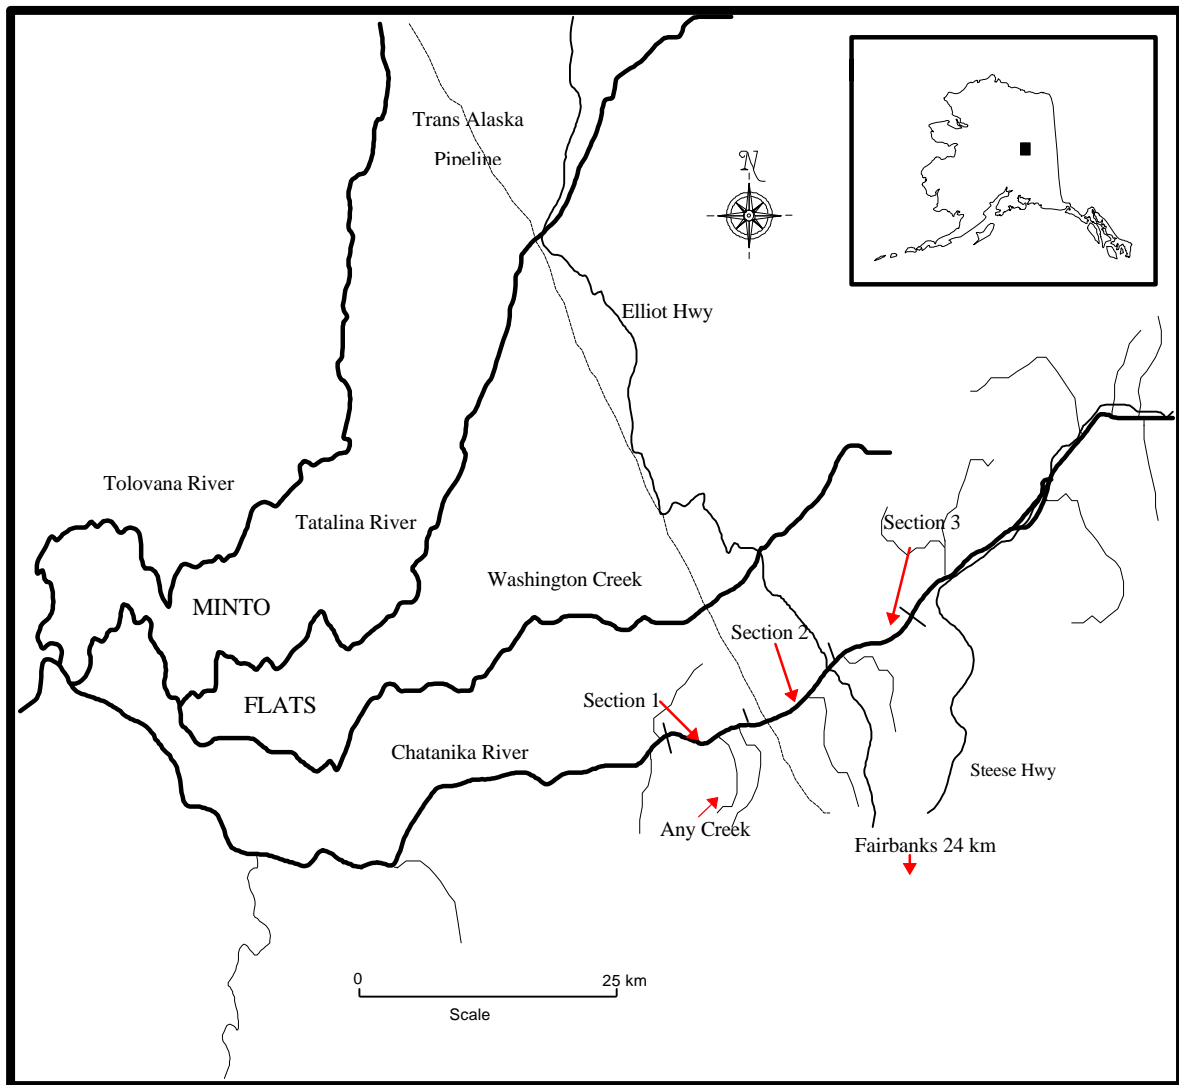 Trans Alaska
Pipeline
N
Elliot Hwy
Tolovana River
Tatalina River
Section 3
Washington Creek
MINTO
Section 2
FLATS
Section 1
Chatanika River
Steese Hwy
Any Creek
Fairbanks 24 km
0
25 km
Scale